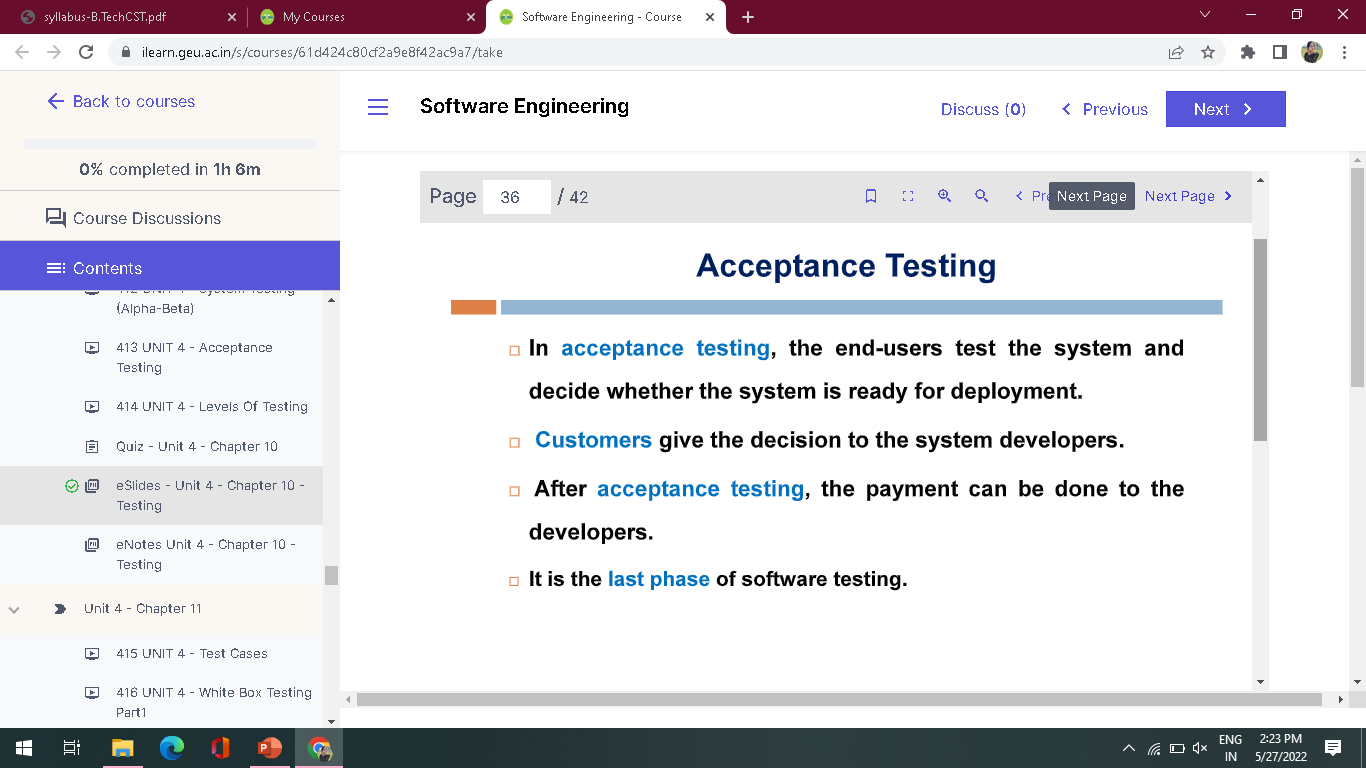 syllabus-B.TechCST.pdf
My Courses
Software Engineering - Course
ilearn.geu.ac.in/s/courses/61d424c80cf2a9e8f42ac9a7/take
Back to courses
0% completed in 1h 6m
Course Discussions
Contents
(Alpha-Beta)
413 UNIT 4 - Acceptance
Testing
414 UNIT 4 - Levels Of Testing
Quiz - Unit 4 - Chapter 10
eSlides - Unit 4 - Chapter 10 -
Testing
eNotes Unit 4 - Chapter 10 -
Testing
Unit 4 - Chapter 11
415 UNIT 4 - Test Cases
416 UNIT 4 - White Box Testing
Part1
Software Engineering
Discuss (0)
Previous
Next
Page 36 / 42
Next Page
Next Page
Acceptance Testing
In acceptance testing, the end-users test the system and
decide whether the system is ready for deployment.
Customers give the decision to the system developers.
After acceptance testing, the payment can be done to the
developers.
It is the last phase of software testing.
ENG
IN
2:23 PM
5/27/2022